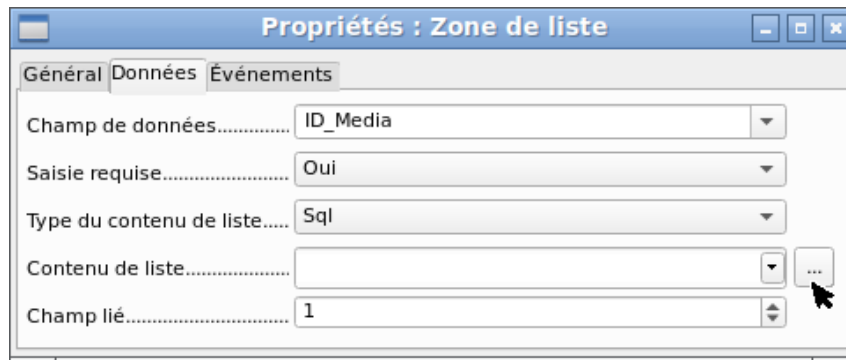 Propriétés : Zone de liste
Général Données Événements
Champ de données.............. ID_Media
Saisie requise........................ Oui
Type du contenu de liste..... Sql
Contenu de liste.................... ...
Champ lié............................... 1